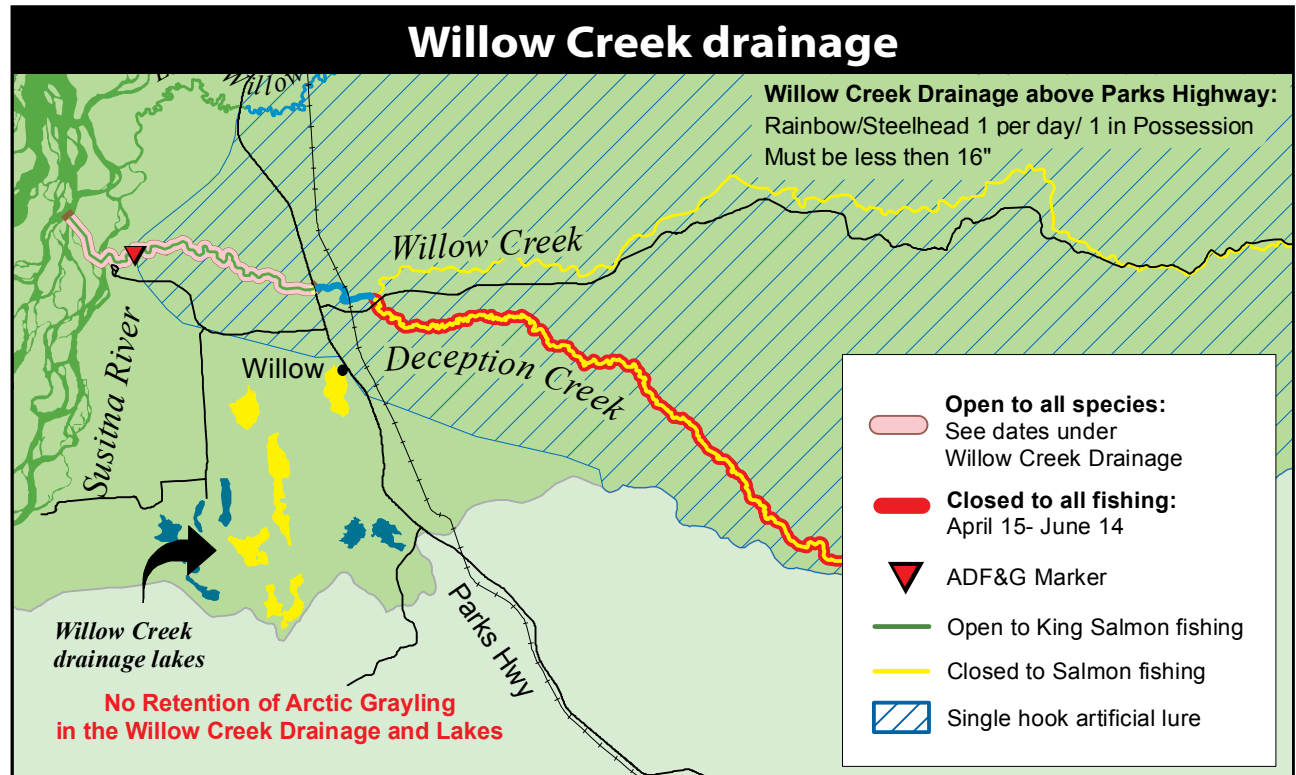 Willow Creek drainage
Willow
Willow Creek Drainage above Parks Highway:
Rainbow/Steelhead 1 per day/ 1 in Possession
Must be less then 16"
Willow Creek
Susitna River
Willow
Deception Creek
Open to all species:
See dates under
Willow Creek Drainage
Closed to all fishing:
April 15- June 14
ADF&G Marker
Open to King Salmon fishing
Closed to Salmon fishing
Single hook artificial lure
Parks Hwy
Willow Creek
drainage lakes
No Retention of Arctic Grayling
in the Willow Creek Drainage and Lakes